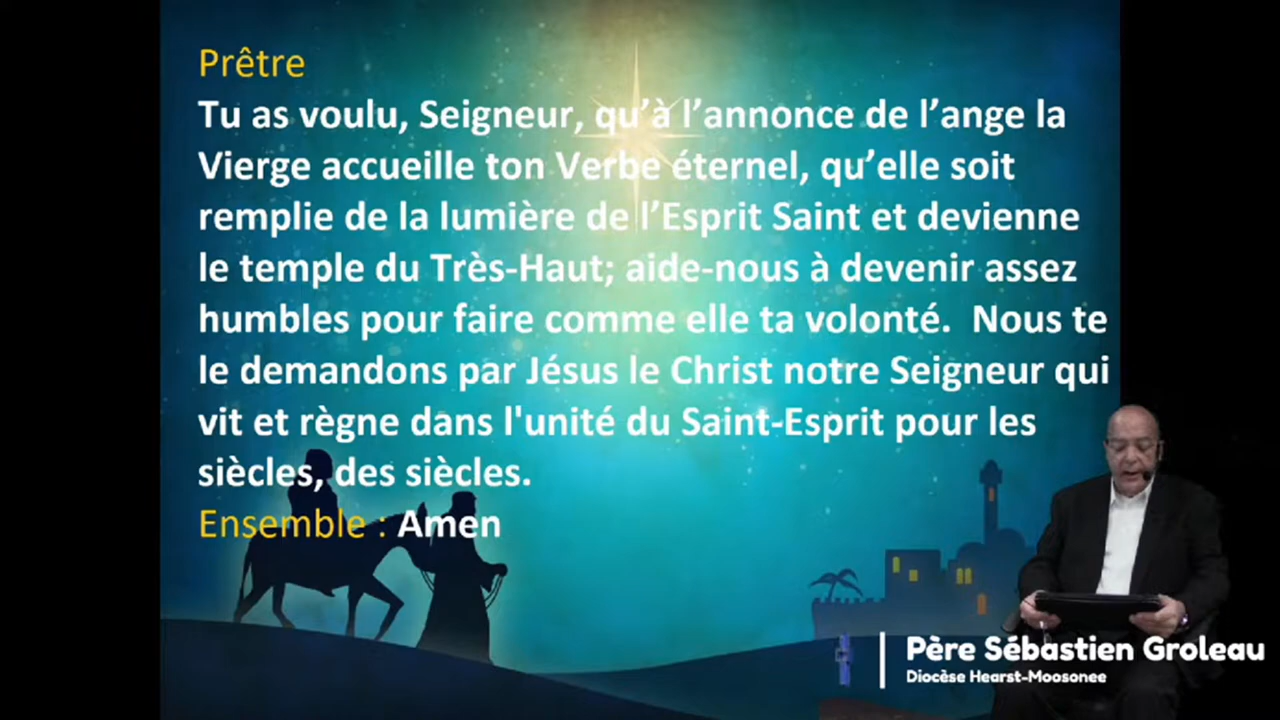 Prêtre
Tu as voulu, Seigneur, qu’à l’annonce de l’ange la
Vierge accueille ton Verbe éternel, qu’elle soit
remplie de la lumière de l’Esprit Saint et devienne
le temple du Très-Haut; aide-nous à devenir assez
humbles pour faire comme elle ta volonté.  Nous te
le demandons par Jésus le Christ notre Seigneur qui
vit et règne dans l'unité du Saint-Esprit pour les
siècles, des siècles.
Ensemble : Amen
Père Sébastien Groleau
Diocèse Hearst-Moosonee